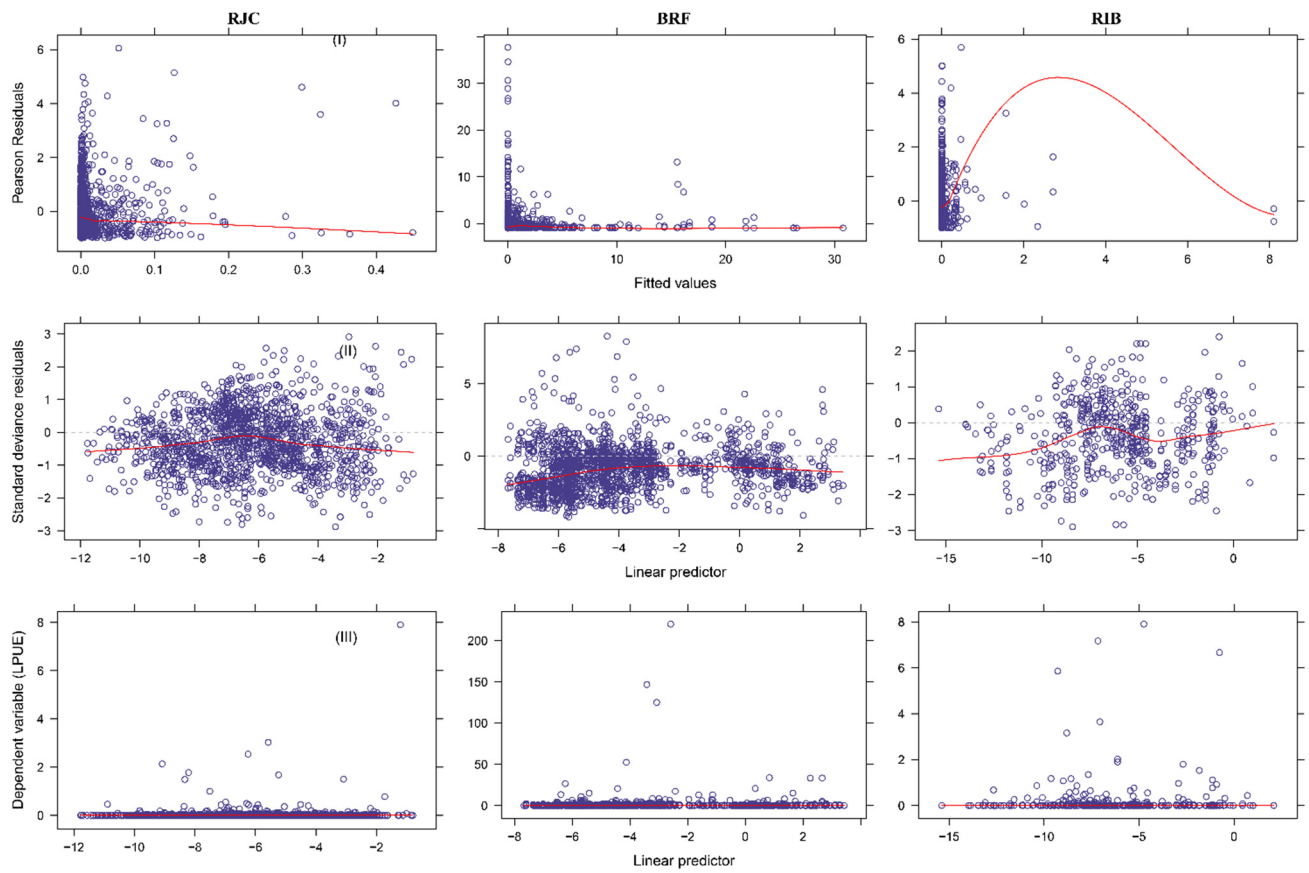 RJC BRF RIB
(I)
Pearson Residuals
6
4
2
0
0.0 0.1 0.2 0.3 0.4
30
20
10
0
0 10 20 30
6
4
2
0
0 2 4 6 8
Fitted values
(II)
Standard deviance residuals
3
2
1
0
−1
−2
−3
−12 −10 −8 −6 −4 −2
5
0
−8 −6 −4 −2 0 2
2
1
0
−1
−2
−3
−15 −10 −5 0
Linear predictor
(III)
Dependent variable (LPUE)
8
6
4
2
0
−12 −10 −8 −6 −4 −2
200
150
100
50
0
−8 −6 −4 −2 0 2
8
6
4
2
0
−15 −10 −5 0
Linear predictor